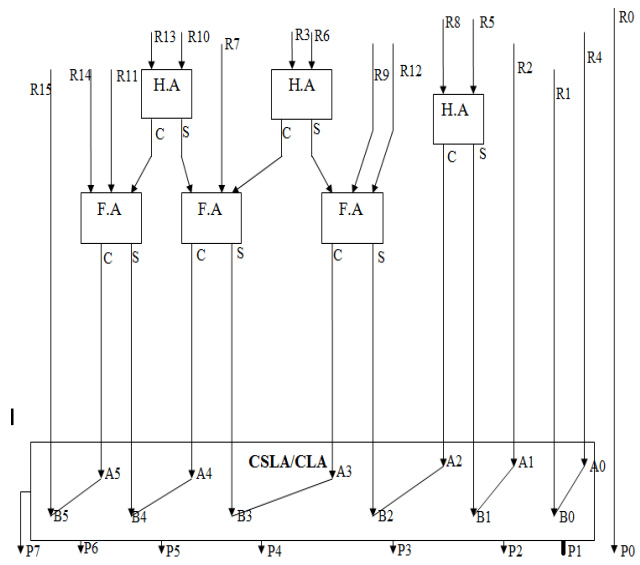 R0
R8 R5
R13 R10 R3 R6
R7 R4
R14 R11 R9 R12 R2
R15 R1
H.A H.A H.A
C S C S
C S
F.A F.A F.A
C S C S C S
CSLA/CLA
A5 A4 A3 A2 A1 A0
B5 B4 B3 B2 B1 B0
P7 P6 P5 P4 P3 P2 P1 P0